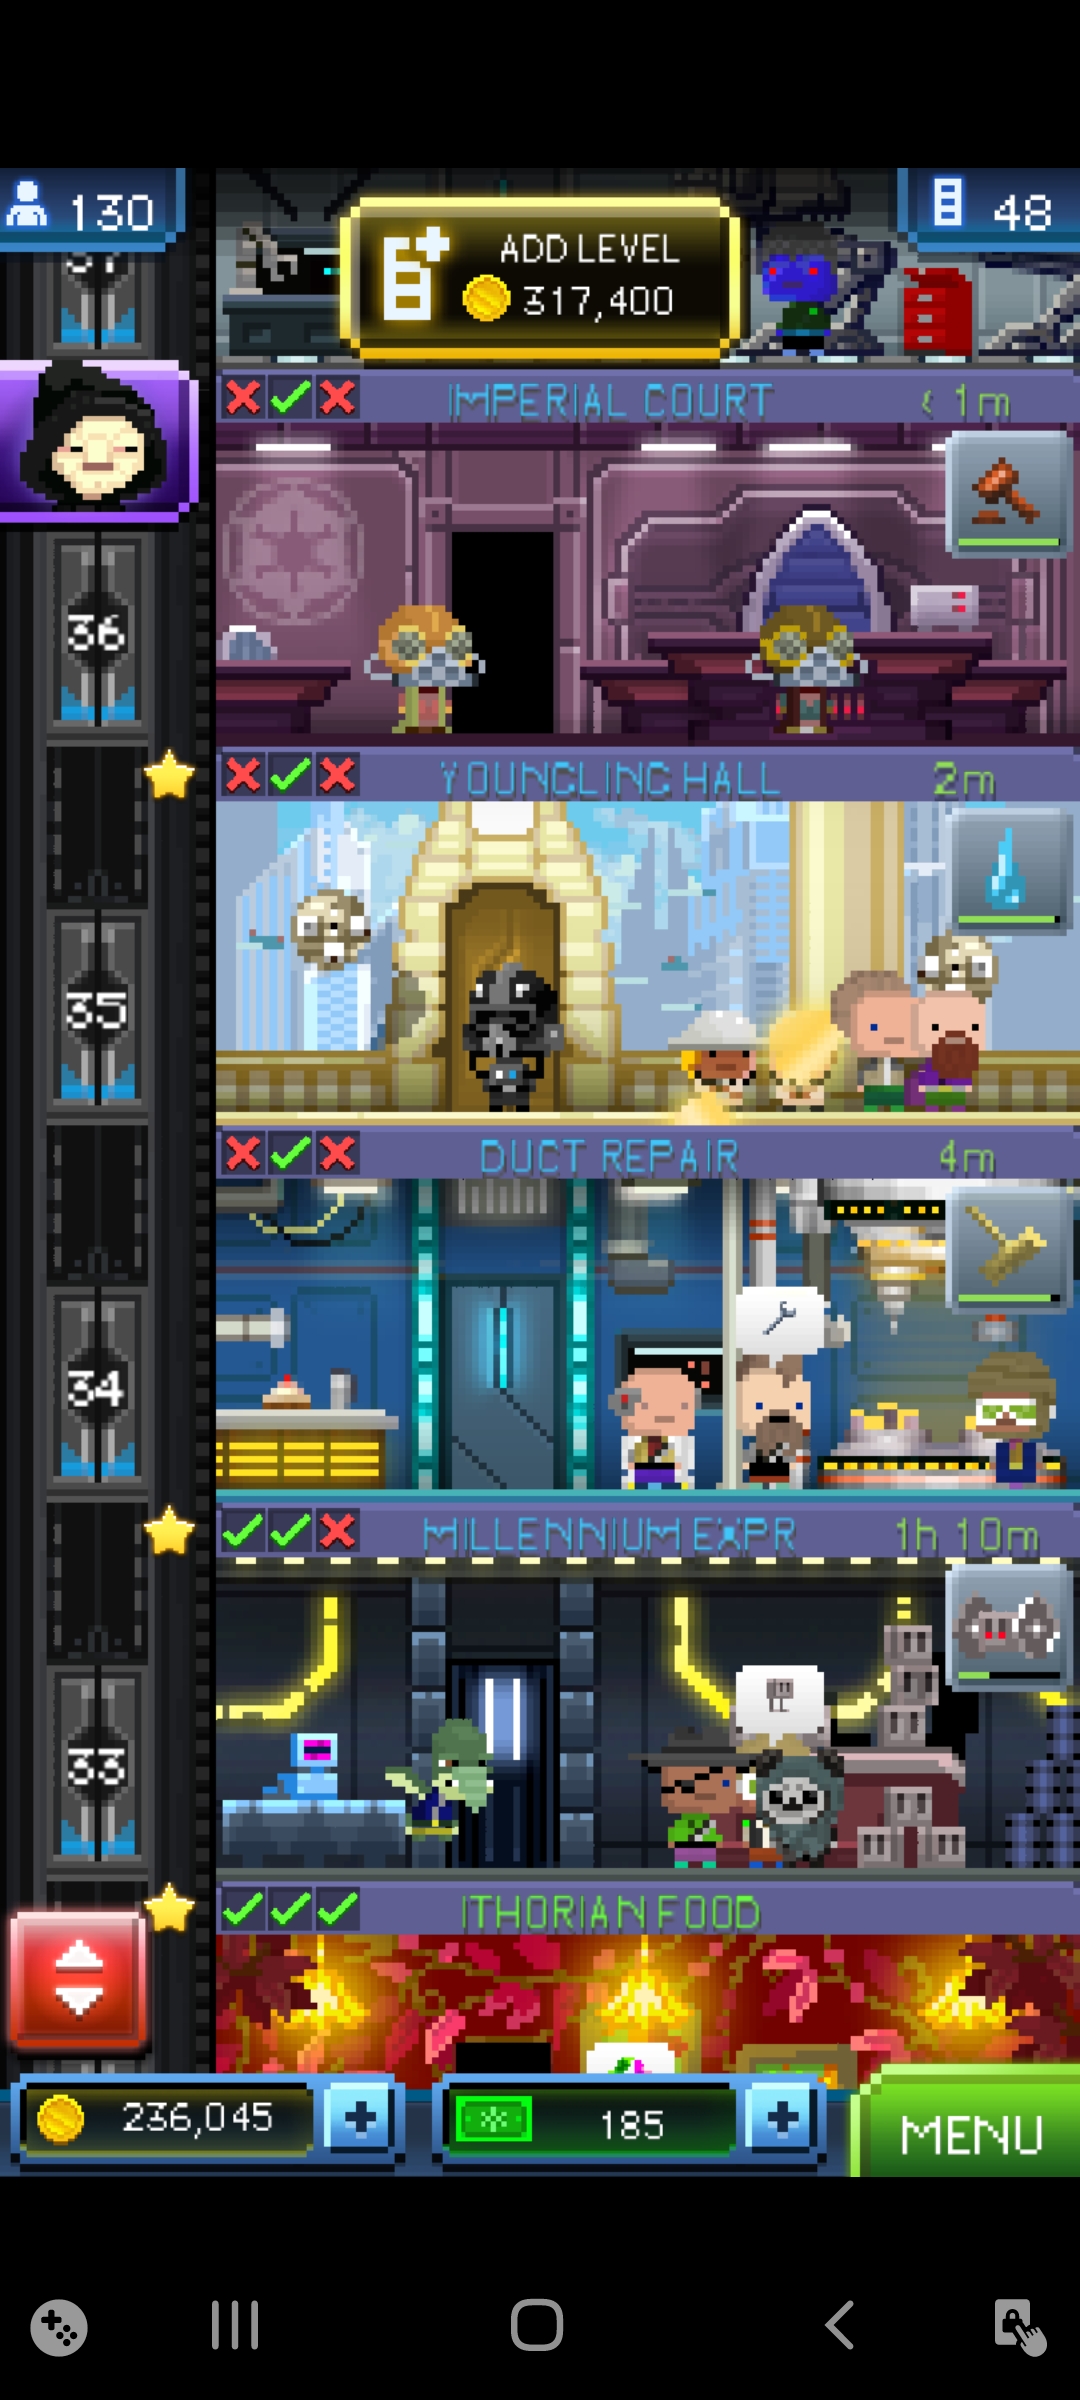 130
ADD LEVEL
317,400
48
IMPERIAL COURT < 1m
36
YOUNGLING HALL 2m
35
DUCT REPAIR 4m
34
MILLENNIUM EXPR 1h 10m
33
ITHORIAN FOOD
236,045
185
MENU